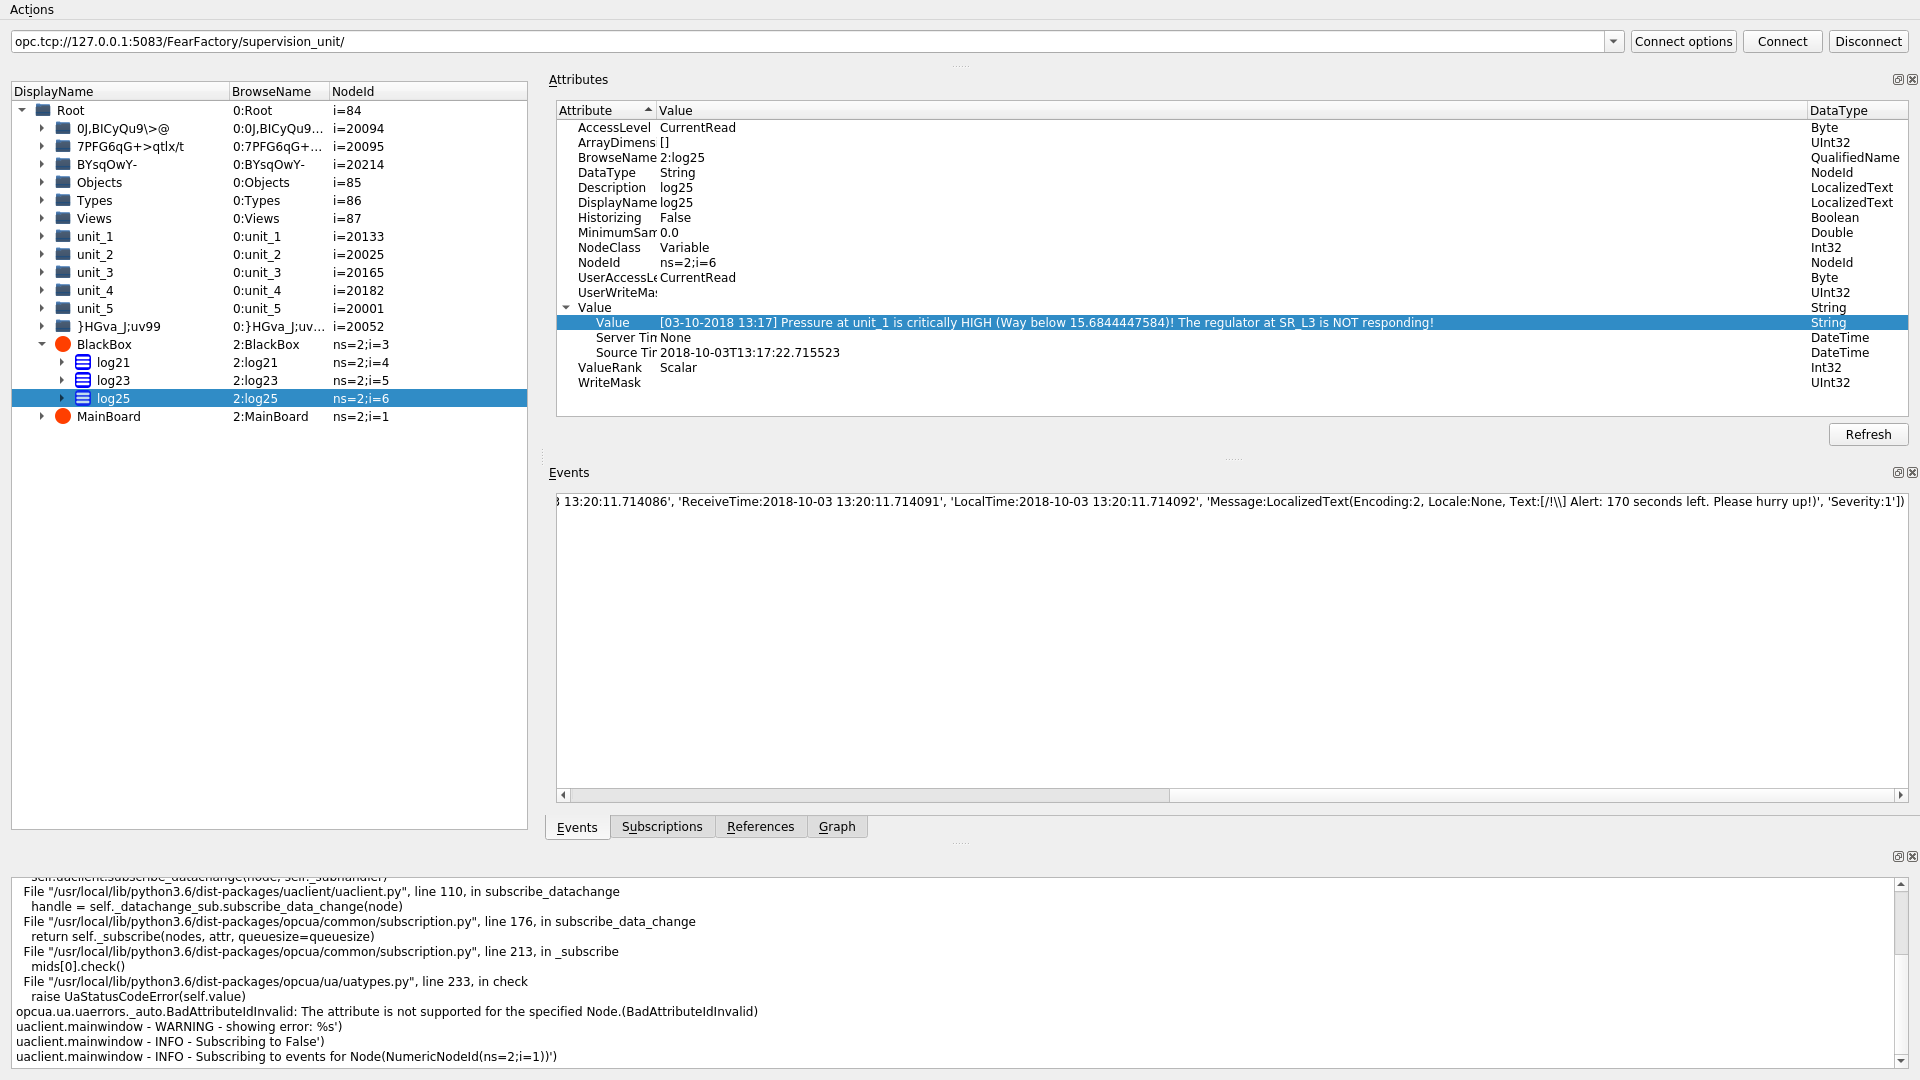 Actions
opc.tcp://127.0.0.1:5083/FearFactory/supervision_unit/
Connect options
Connect
Disconnect
DisplayName BrowseName NodeId
Root 0:Root i=84
0J,BICyQu9\>@ 0:0J,BICyQu9... i=20094
7PFG6qG+>qtlx/t 0:7PFG6qG+... i=20095
BYsqOwY- 0:BYsqOwY- i=20214
Objects 0:Objects i=85
Types 0:Types i=86
Views 0:Views i=87
unit_1 0:unit_1 i=20133
unit_2 0:unit_2 i=20025
unit_3 0:unit_3 i=20165
unit_4 0:unit_4 i=20182
unit_5 0:unit_5 i=20001
}HGva_J;uv99 0:}HGva_J;uv... i=20052
BlackBox 2:BlackBox ns=2;i=3
log21 2:log21 ns=2;i=4
log23 2:log23 ns=2;i=5
log25 2:log25 ns=2;i=6
MainBoard 2:MainBoard ns=2;i=1
Attributes
Attribute Value DataType
AccessLevel CurrentRead Byte
ArrayDimens [] UInt32
BrowseName 2:log25 QualifiedName
DataType String NodeId
Description log25 LocalizedText
DisplayName log25 LocalizedText
Historizing False Boolean
MinimumSam 0.0 Double
NodeClass Variable Int32
NodeId ns=2;i=6 NodeId
UserAccessLe CurrentRead Byte
UserWriteMas UInt32
Value String
Value [03-10-2018 13:17] Pressure at unit_1 is critically HIGH (Way below 15.6844447584)! The regulator at SR_L3 is NOT responding! String
Server Tim None DateTime
Source Tir 2018-10-03T13:17:22.715523 DateTime
ValueRank Scalar Int32
WriteMask UInt32
Refresh
Events
3 13:20:11.714086', 'ReceiveTime:2018-10-03 13:20:11.714091', 'LocalTime:2018-10-03 13:20:11.714092', 'Message:LocalizedText(Encoding:2, Locale:None, Text:[/!\\] Alert: 170 seconds left. Please hurry up!)', 'Severity:1'])
Events Subscriptions References Graph
self.uaclient.subscribe_datachange(node, self._subhandler)
File "/usr/local/lib/python3.6/dist-packages/uaclient/uaclient.py", line 110, in subscribe_datachange
handle = self._datachange_sub.subscribe_data_change(node)
File "/usr/local/lib/python3.6/dist-packages/opcua/common/subscription.py", line 176, in subscribe_data_change
return self._subscribe(nodes, attr, queuesize=queuesize)
File "/usr/local/lib/python3.6/dist-packages/opcua/common/subscription.py", line 213, in _subscribe
mids[0].check()
File "/usr/local/lib/python3.6/dist-packages/opcua/ua/uatypes.py", line 233, in check
raise UaStatusCodeError(self.value)
opcua.ua.uaerrors._auto.BadAttributeIdInvalid: The attribute is not supported for the specified Node.(BadAttributeIdInvalid)
uaclient.mainwindow - WARNING - showing error: %s')
uaclient.mainwindow - INFO - Subscribing to False')
uaclient.mainwindow - INFO - Subscribing to events for Node(NumericNodeId(ns=2;i=1))')